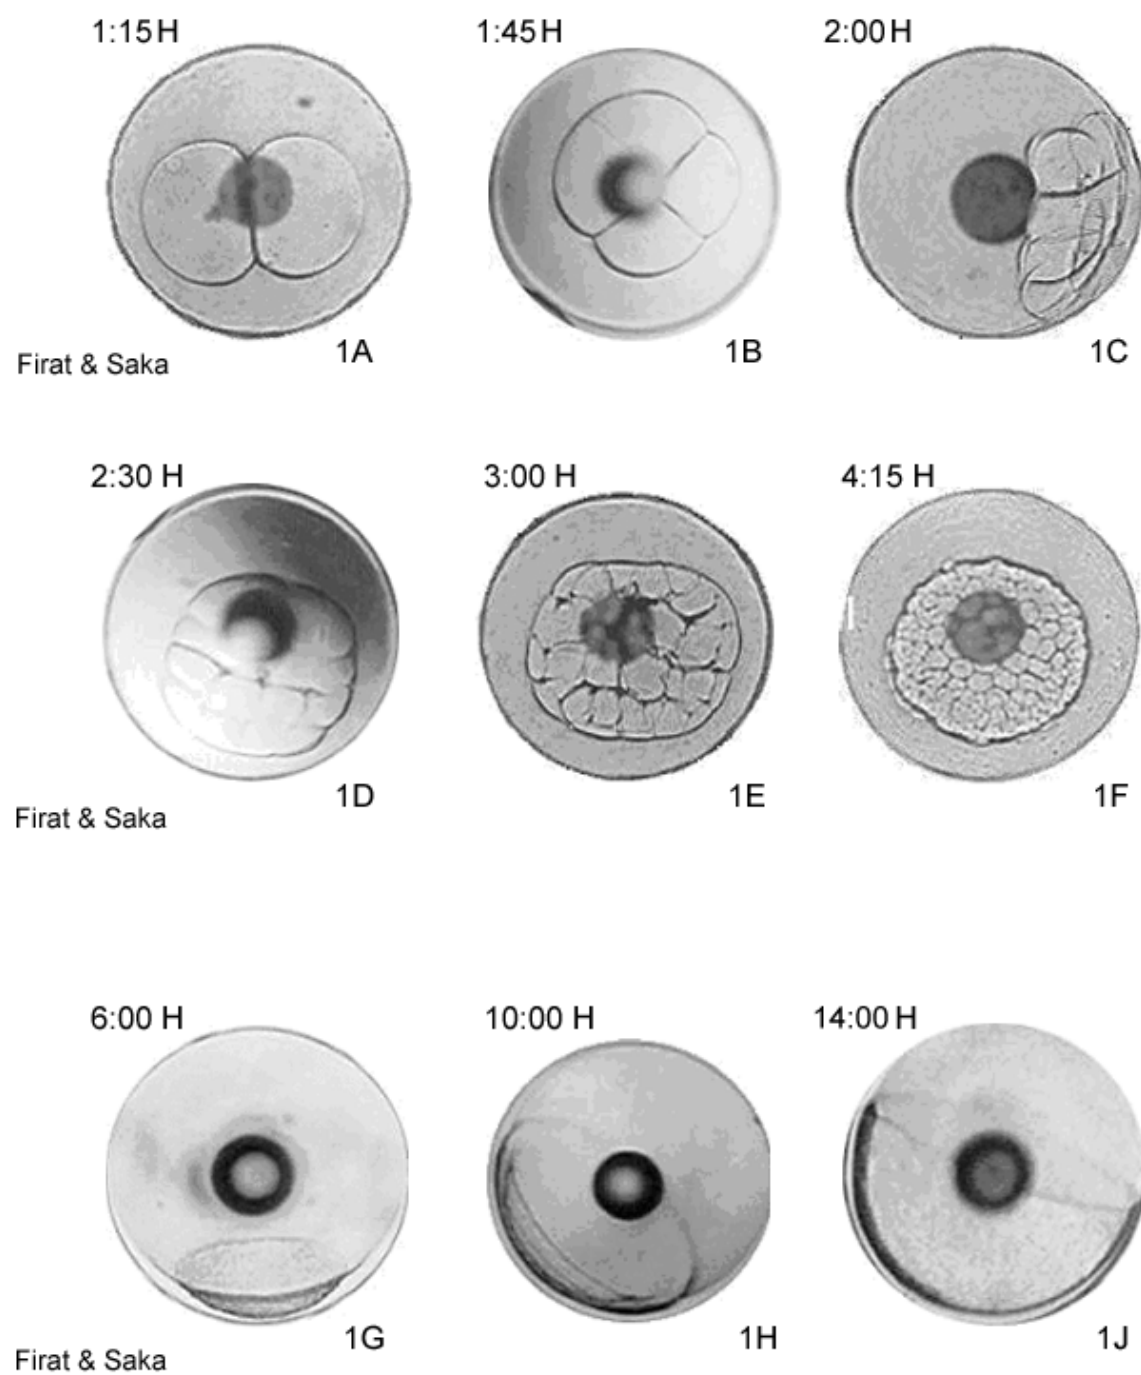 1:15 H 1:45 H 2:00 H
1A 1B 1C
Firat & Saka
2:30 H 3:00 H 4:15 H
1D 1E 1F
Firat & Saka
6:00 H 10:00 H 14:00 H
1G 1H 1J
Firat & Saka